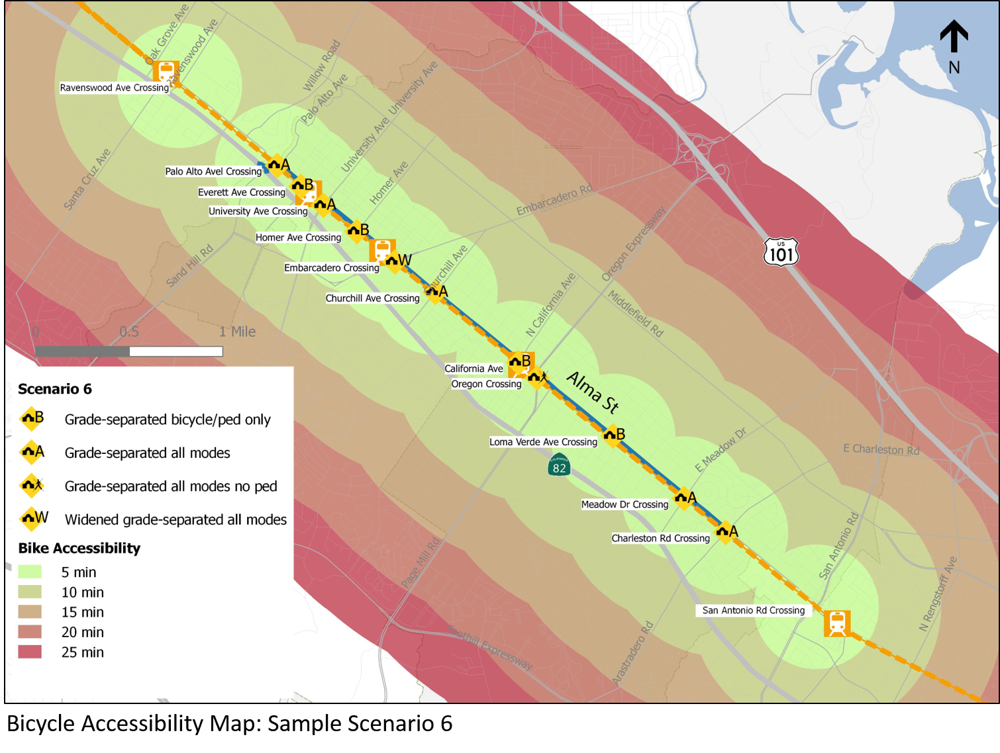 Oak Grove Ave
Ravenswood Ave
N
Willow Road
Palo Alto Ave
University Ave
University Ave
Ravenswood Ave Crossing
Santa Cruz Ave
Palo Alto Avel Crossing
A
Everett Ave Crossing
B
University Ave Crossing
A
Homer Ave
Embarcadero Rd
Oregon Expressway
Homer Ave Crossing
B
US
101
Sand Hill Rd
Embarcadero Crossing
W
Churchill Ave
Churchill Ave Crossing
A
N California Ave
Middlefield Rd
0 0.5 1 Mile
California Ave
B
Oregon Crossing
Alma St
Loma Verde Ave Crossing
B
CALIFORNIA
82
E Meadow Dr
E Charleston Rd
Meadow Dr Crossing
A
Charleston Rd Crossing
A
San Antonio Rd
N Rengstorff Ave
Page Mill Rd
San Antonio Rd Crossing
Foothill Expressway
Arastradero Rd
Scenario 6
B Grade-separated bicycle/ped only
A Grade-separated all modes
Grade-separated all modes no ped
W Widened grade-separated all modes
Bike Accessibility
5 min
10 min
15 min
20 min
25 min
Bicycle Accessibility Map: Sample Scenario 6